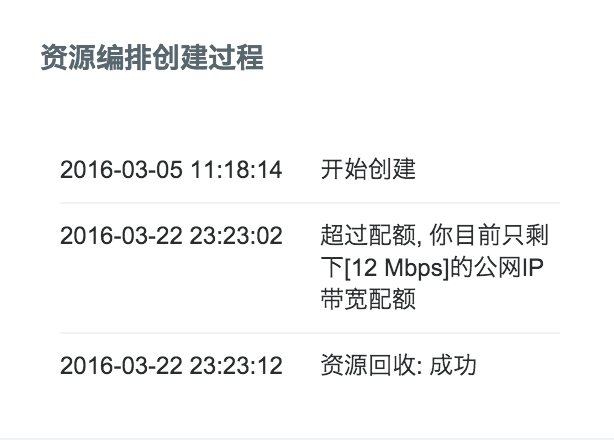 资源编排创建过程
2016-03-05 11:18:14 开始创建
2016-03-22 23:23:02 超过配额, 你目前只剩
下[12 Mbps]的公网IP
带宽配额
2016-03-22 23:23:12 资源回收: 成功